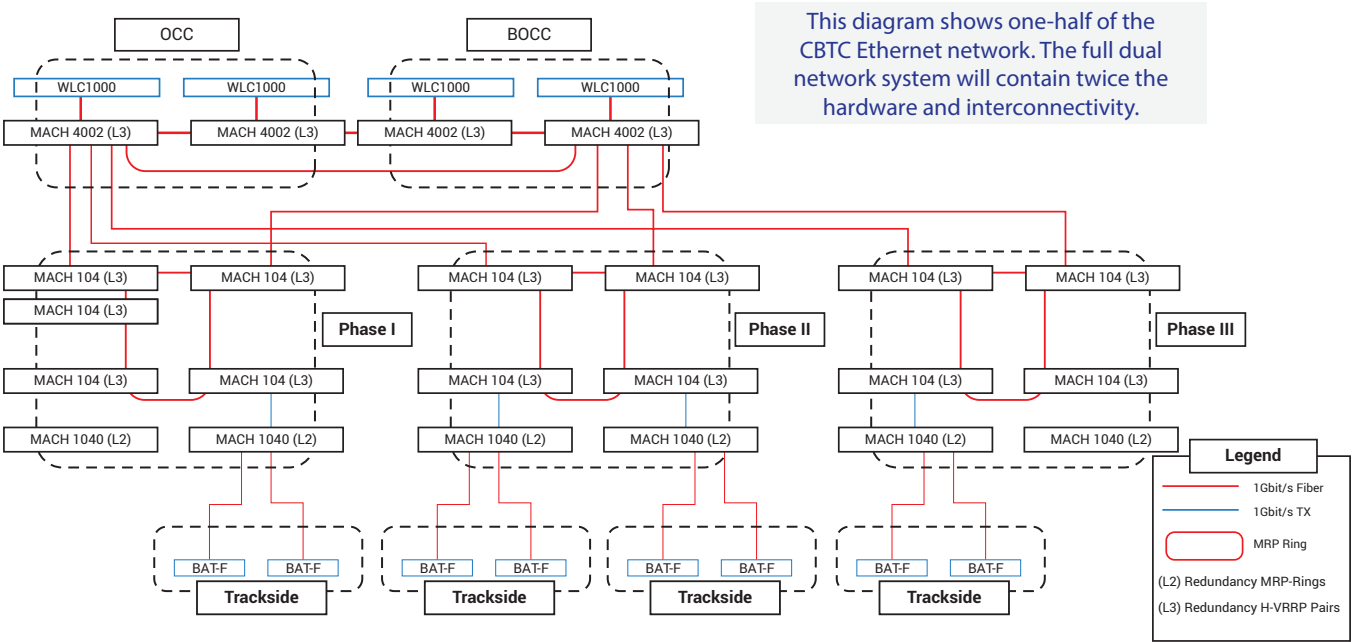 OCC
BOCC
This diagram shows one-half of the
CBTC Ethernet network. The full dual
network system will contain twice the
hardware and interconnectivity.
WLC1000
WLC1000
WLC1000
WLC1000
MACH 4002 (L3)
MACH 4002 (L3)
MACH 4002 (L3)
MACH 4002 (L3)
MACH 104 (L3)
MACH 104 (L3)
MACH 104 (L3)
MACH 104 (L3)
MACH 104 (L3)
MACH 104 (L3)
MACH 104 (L3)
Phase I
Phase II
Phase III
MACH 104 (L3)
MACH 104 (L3)
MACH 104 (L3)
MACH 104 (L3)
MACH 104 (L3)
MACH 104 (L3)
MACH 1040 (L2)
MACH 1040 (L2)
MACH 1040 (L2)
MACH 1040 (L2)
MACH 1040 (L2)
MACH 1040 (L2)
BAT-F
BAT-F
BAT-F
BAT-F
BAT-F
BAT-F
BAT-F
BAT-F
Trackside
Trackside
Trackside
Trackside
Legend
1Gbit/s Fiber
1Gbit/s TX
MRP Ring
(L2) Redundancy MRP-Rings
(L3) Redundancy H-VRRP Pairs